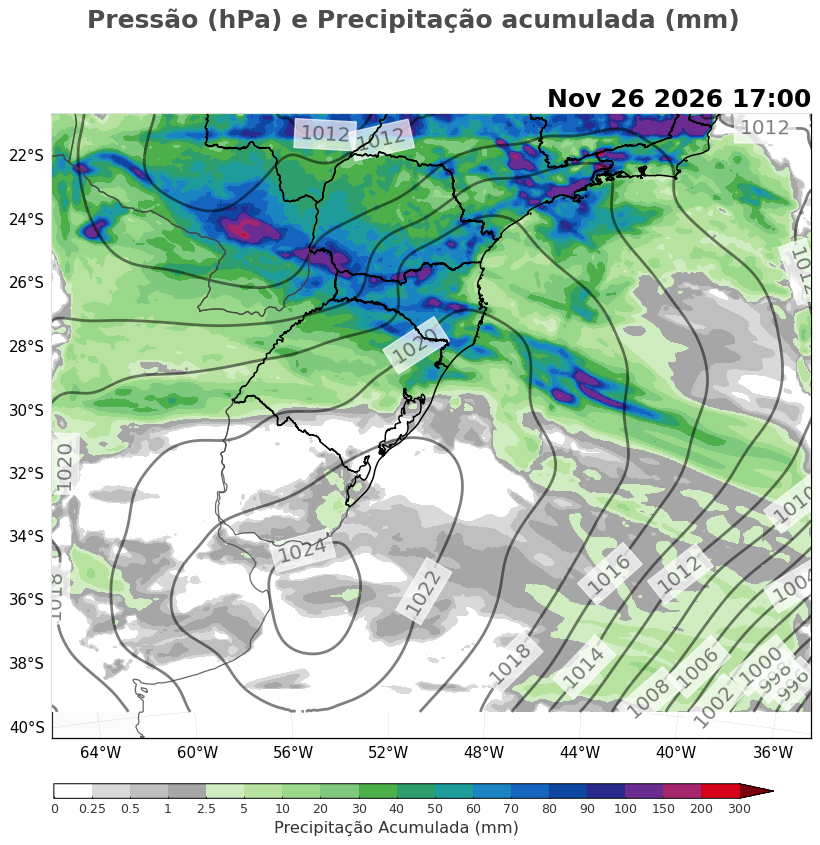 Pressão (hPa) e Precipitação acumulada (mm)
Nov 26 2026 17:00
1012
1012
1012
22°S
24°S
1012
26°S
28°S
1020
30°S
1020
32°S
1010
34°S
1024
1018
1022
1016
1012
1004
36°S
38°S
1018
1014
1008
1006
1002
1000
998
996
40°S
64°W 60°W 56°W 52°W 48°W 44°W 40°W 36°W
0 0.25 0.5 1 2.5 5 10 20 30 40 50 60 70 80 90 100 150 200 300
Precipitação Acumulada (mm)